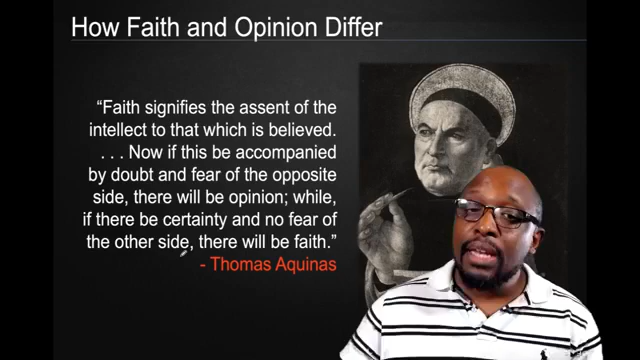 How Faith and Opinion Differ
“Faith signifies the assent of the
intellect to that which is believed.
. . . Now if this be accompanied
by doubt and fear of the opposite
side, there will be opinion; while,
if there be certainty and no fear of
the other side, there will be faith.”
- Thomas Aquinas